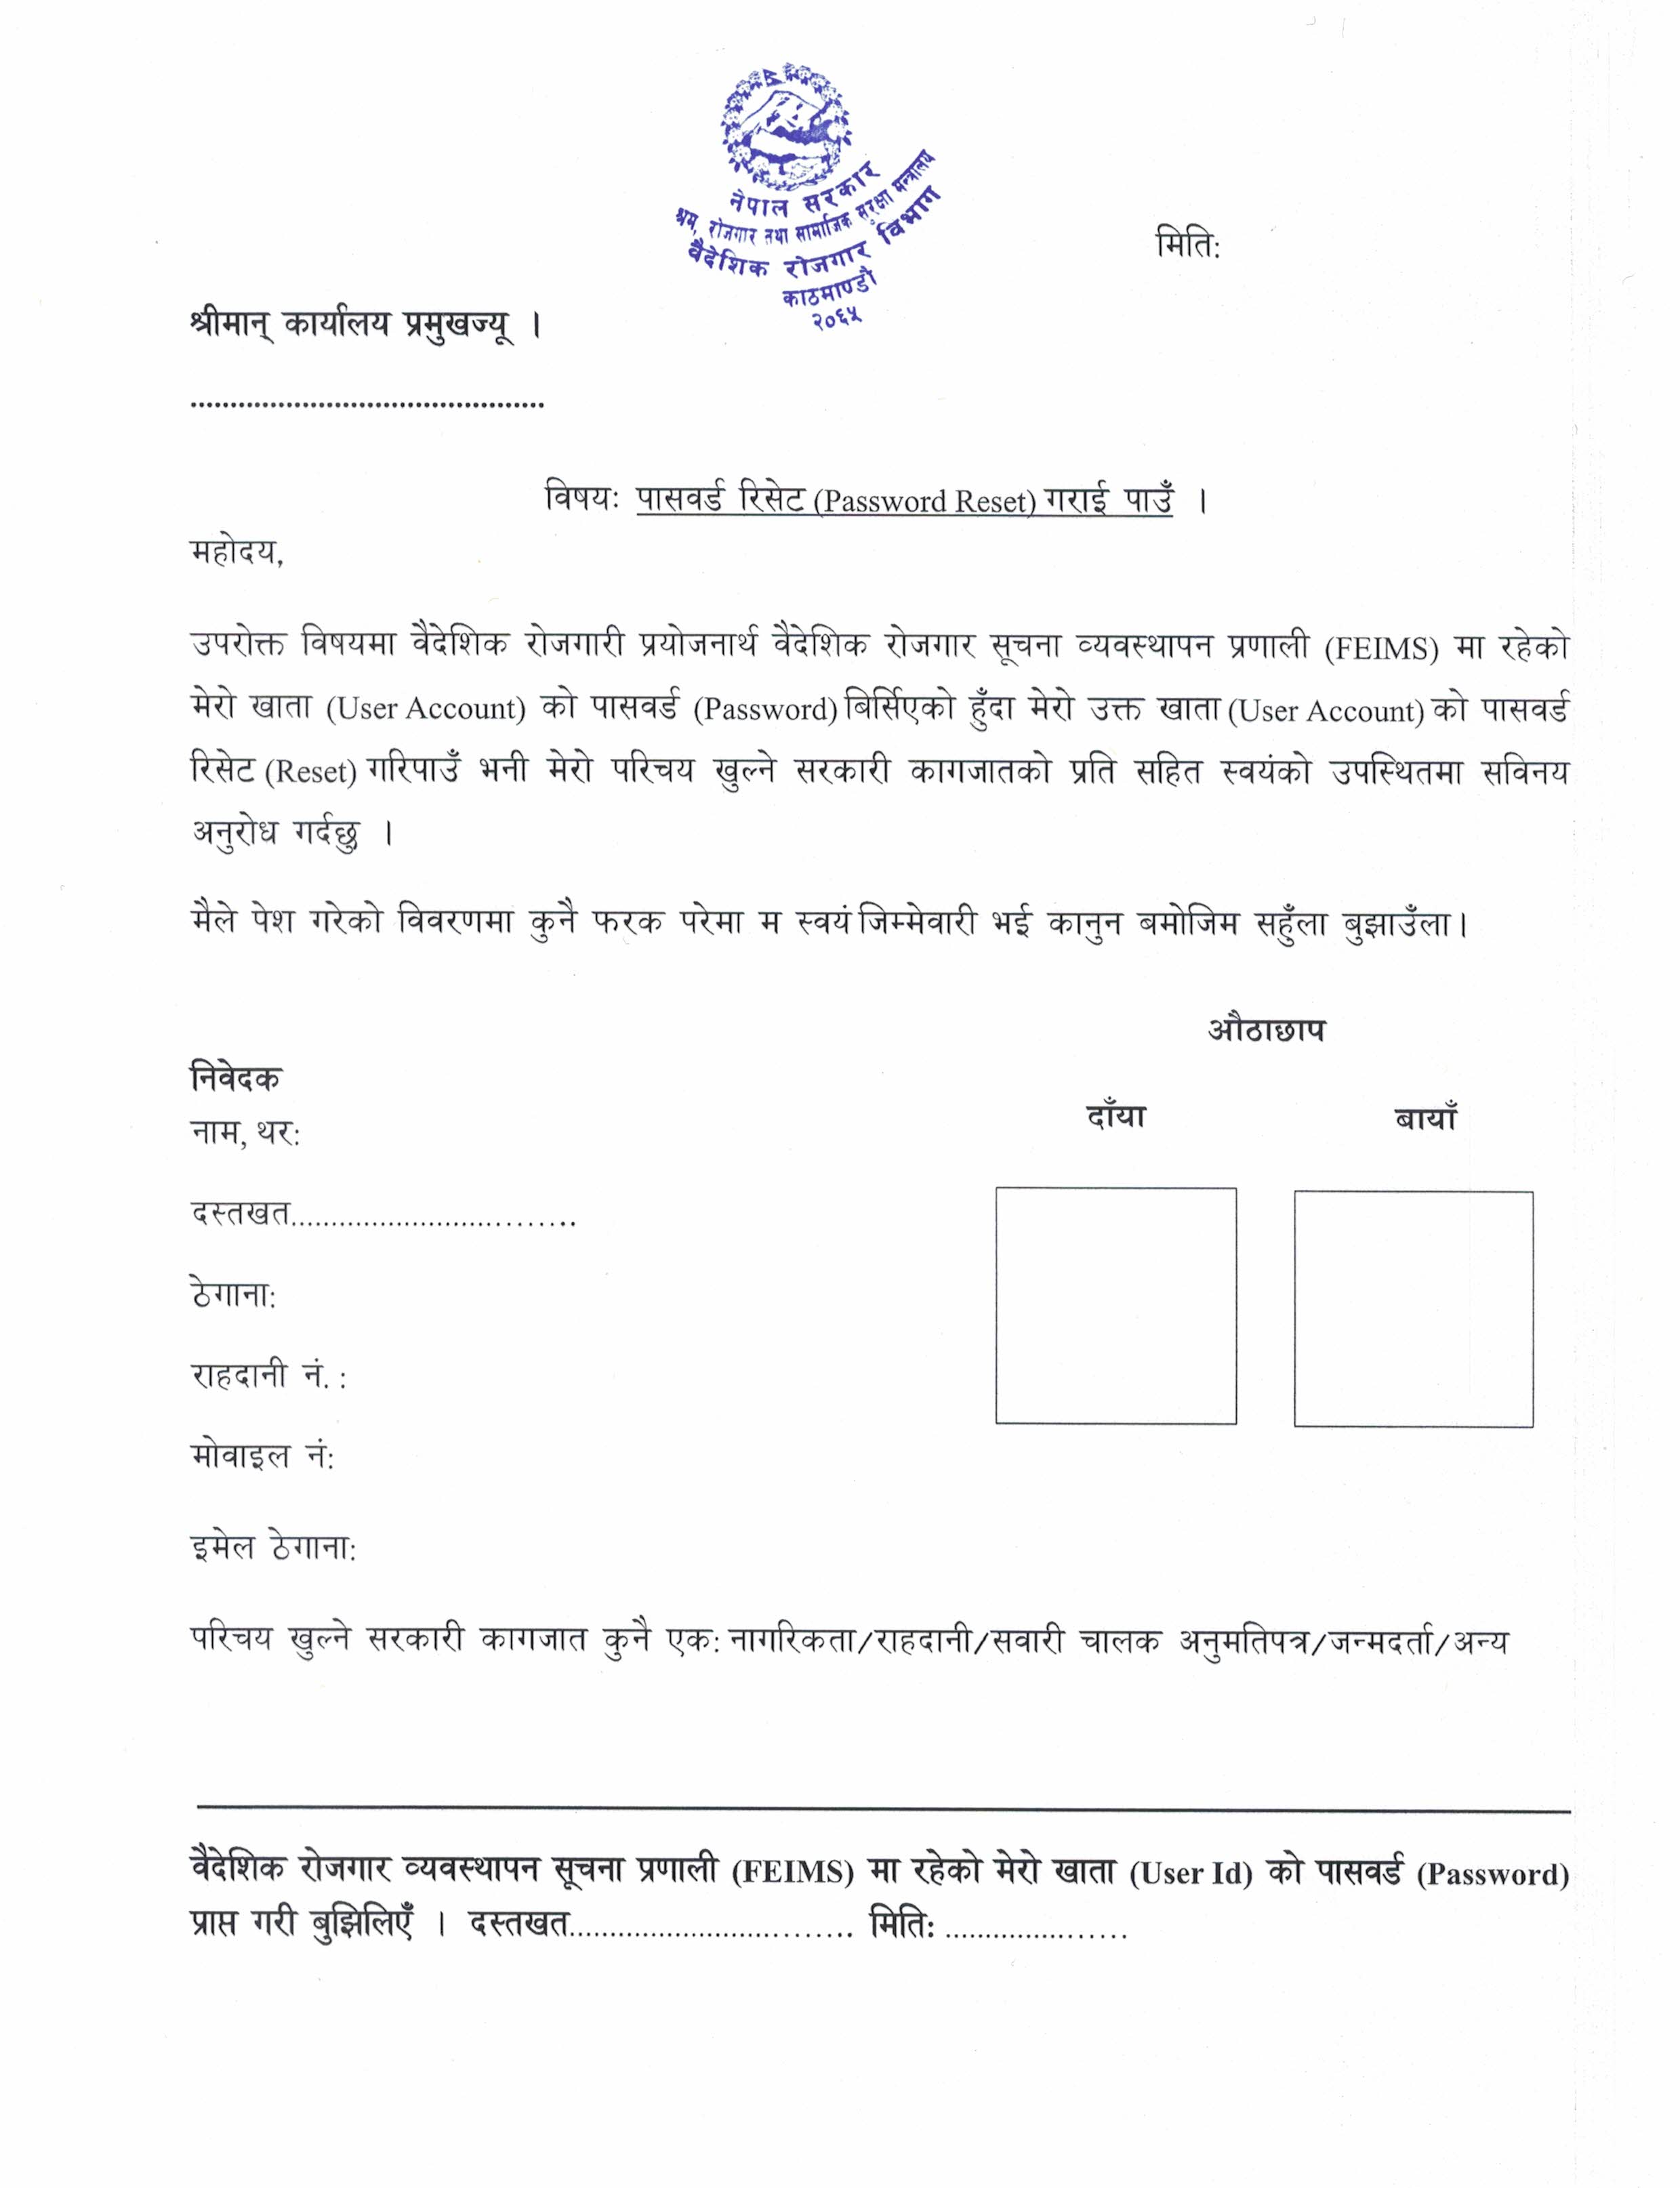 नेपाल सरकार
श्रम, रोजगार तथा सामाजिक सुरक्षा मन्त्रालय
वैदेशिक रोजगार विभाग
काठमाण्डौ
२०६५
मिति:
श्रीमान् कार्यालय प्रमुखज्यू ।
............................................
विषय: पासवर्ड रिसेट (Password Reset) गराई पाउँ ।
महोदय,
उपरोक्त विषयमा वैदेशिक रोजगारी प्रयोजनार्थ वैदेशिक रोजगार सूचना व्यवस्थापन प्रणाली (FEIMS) मा रहेको
मेरो खाता (User Account) को पासवर्ड (Password) बिर्सिएको हुँदा मेरो उक्त खाता (User Account) को पासवर्ड
रिसेट (Reset) गरिपाउँ भनी मेरो परिचय खुल्ने सरकारी कागजातको प्रति सहित स्वयंको उपस्थितमा सविनय
अनुरोध गर्दछु ।
मैले पेश गरेको विवरणमा कुनै फरक परेमा म स्वयं जिम्मेवारी भई कानुन बमोजिम सहुँला बुझाउँला।
औठाछाप
निवेदक
दाँया बायाँ
नाम, थर:
दस्तखत....................................
ठेगाना:
राहदानी नं. :
मोवाइल नं:
इमेल ठेगाना:
परिचय खुल्ने सरकारी कागजात कुनै एक: नागरिकता/राहदानी/सवारी चालक अनुमतिपत्र/जन्मदर्ता/अन्य
वैदेशिक रोजगार व्यवस्थापन सूचना प्रणाली (FEIMS) मा रहेको मेरो खाता (User Id) को पासवर्ड (Password)
प्राप्त गरी बुझिलिएँ । दस्तखत.................................... मिति: .......................